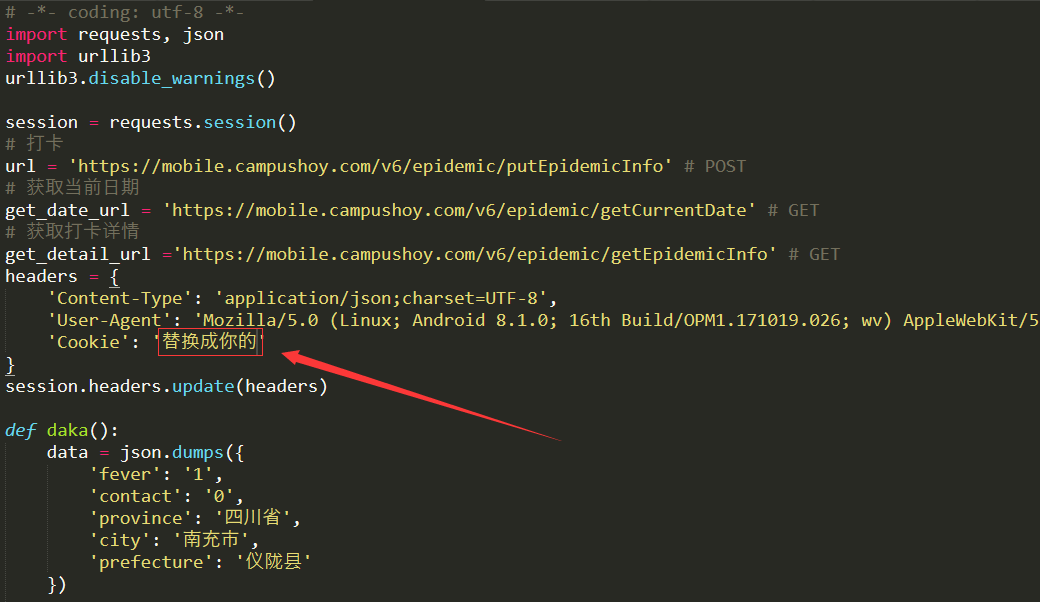 # -*- coding: utf-8 -*-
import requests, json
import urllib3
urllib3.disable_warnings()
session = requests.session()
# 打卡
url = 'https://mobile.campushoy.com/v6/epidemic/putEpidemicInfo' # POST
# 获取当前日期
get_date_url = 'https://mobile.campushoy.com/v6/epidemic/getCurrentDate' # GET
# 获取打卡详情
get_detail_url ='https://mobile.campushoy.com/v6/epidemic/getEpidemicInfo' # GET
headers = {
    'Content-Type': 'application/json;charset=UTF-8',
    'User-Agent': 'Mozilla/5.0 (Linux; Android 8.1.0; 16th Build/OPM1.171019.026; wv) AppleWebKit/5
    'Cookie': '替换成你的'
}
session.headers.update(headers)
def daka():
    data = json.dumps({
        'fever': '1',
        'contact': '0',
        'province': '四川省',
        'city': '南充市',
        'prefecture': '仪陇县'
    })